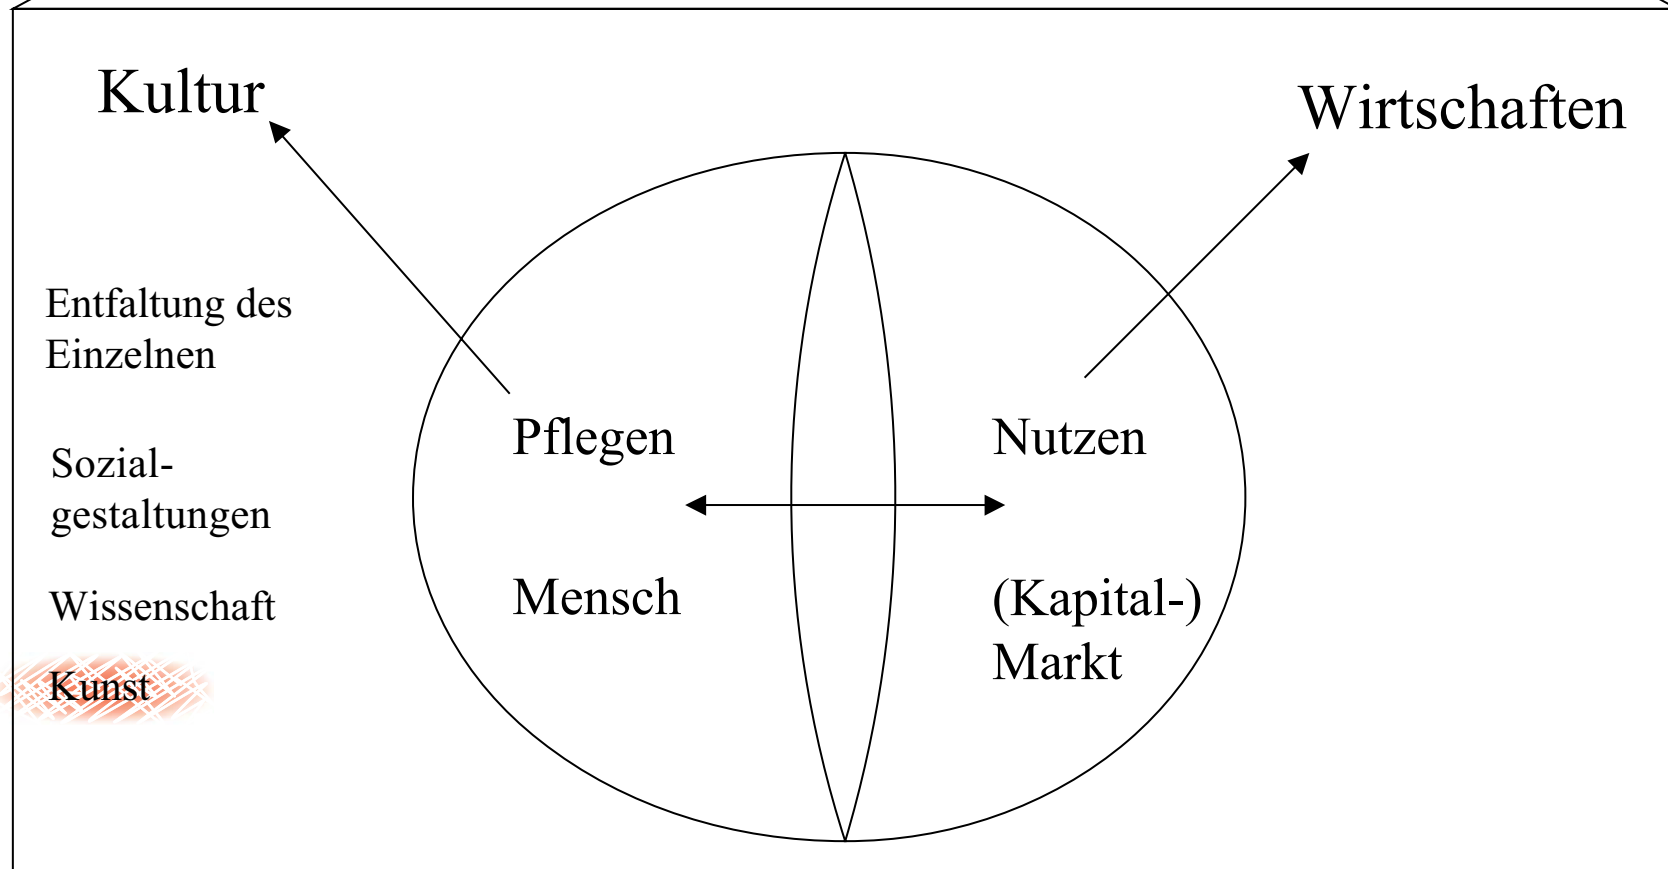 Kultur
Wirtschaften
Entfaltung des
Einzelnen
Sozial-
gestaltungen
Wissenschaft
Kunst
Pflegen
Mensch
Nutzen
(Kapital-)
Markt